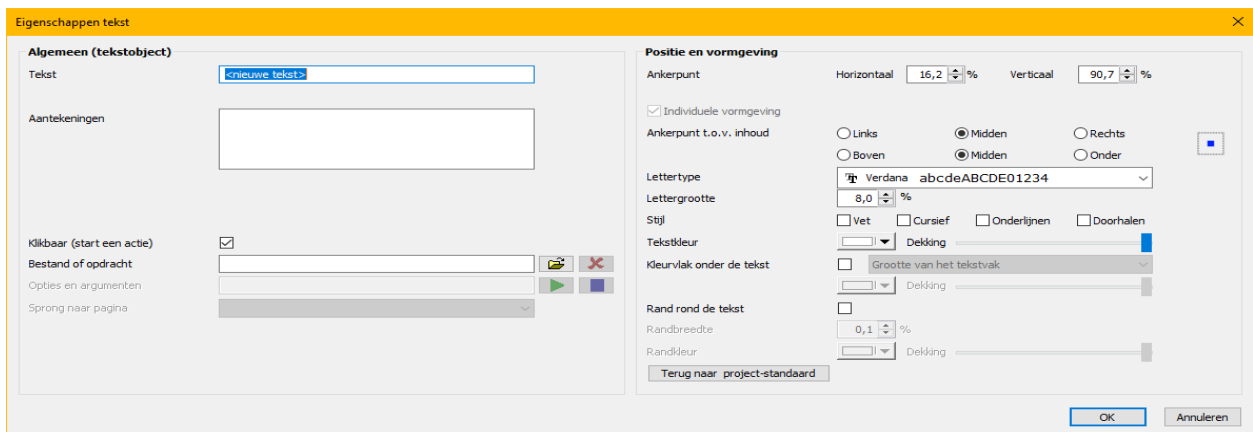 Eigenschappen tekst
Algemeen (tekstobject)
Tekst <nieuwe tekst>
Aantekeningen
Klikbaar (start een actie)
Bestand of opdracht
Opties en argumenten
Sprong naar pagina
Positie en vormgeving
Ankerpunt Horizontaal 16,2 % Verticaal 90,7 %
Individuele vormgeving
Ankerpunt t.o.v. inhoud Links Midden Rechts
Boven Midden Onder
Lettertype Verdana abcdeABCDE01234
Lettergrootte 8,0 %
Stijl Vet Cursief Onderlijnen Doorhalen
Tekstkleur Dekking
Kleurvlak onder de tekst Grootte van het tekstvak
Dekking
Rand rond de tekst
Randbreedte 0,1 %
Randkleur Dekking
Terug naar project-standaard
OK Annuleren